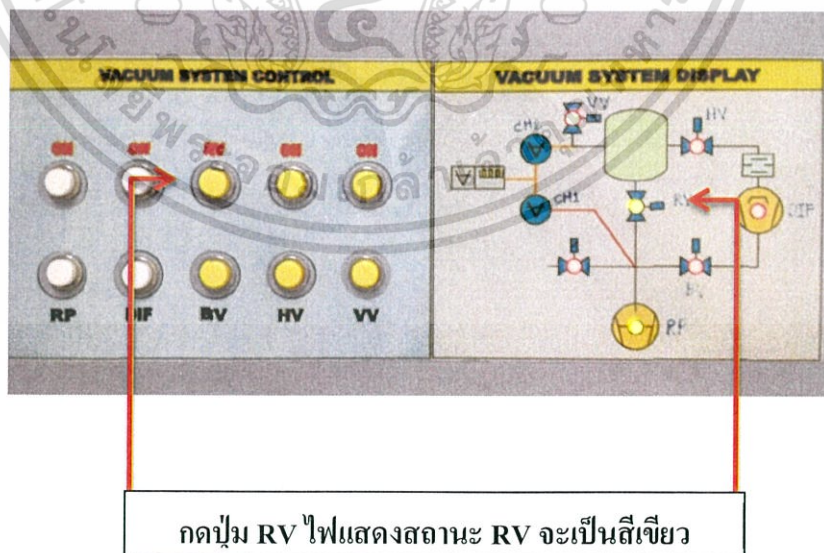 VACUUM SYSTEM CONTROL
ON ON ON ON
RP DIF BV HV VV
VACUUM SYSTEM DISPLAY
VV
HV
CH1
RV
DIF
RP
กดปุ่ม RV ไฟแสดงสถานะ RV จะเป็นสีเขียว